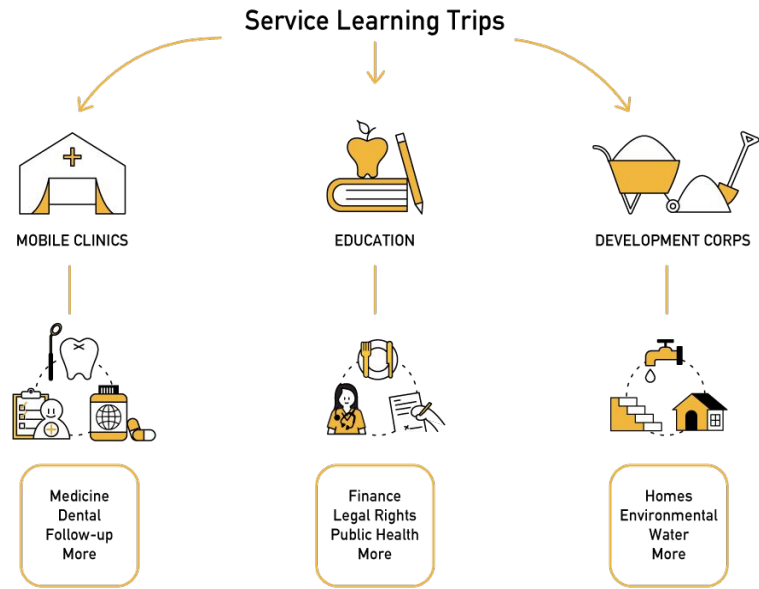 Service Learning Trips
MOBILE CLINICS
EDUCATION
DEVELOPMENT CORPS
Medicine
Dental
Follow-up
More
Finance
Legal Rights
Public Health
More
Homes
Environmental
Water
More